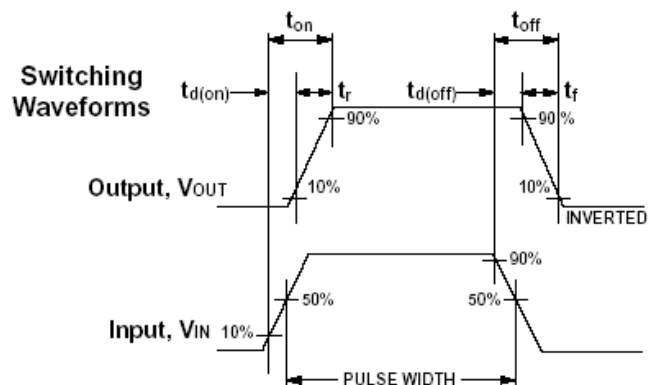 ton
toff
Switching
Waveforms
td(on)
tr
td(off)
tf
90%
90%
Output, VOUT
10%
10%
INVERTED
90%
50%
50%
Input, VIN
10%
PULSE WIDTH